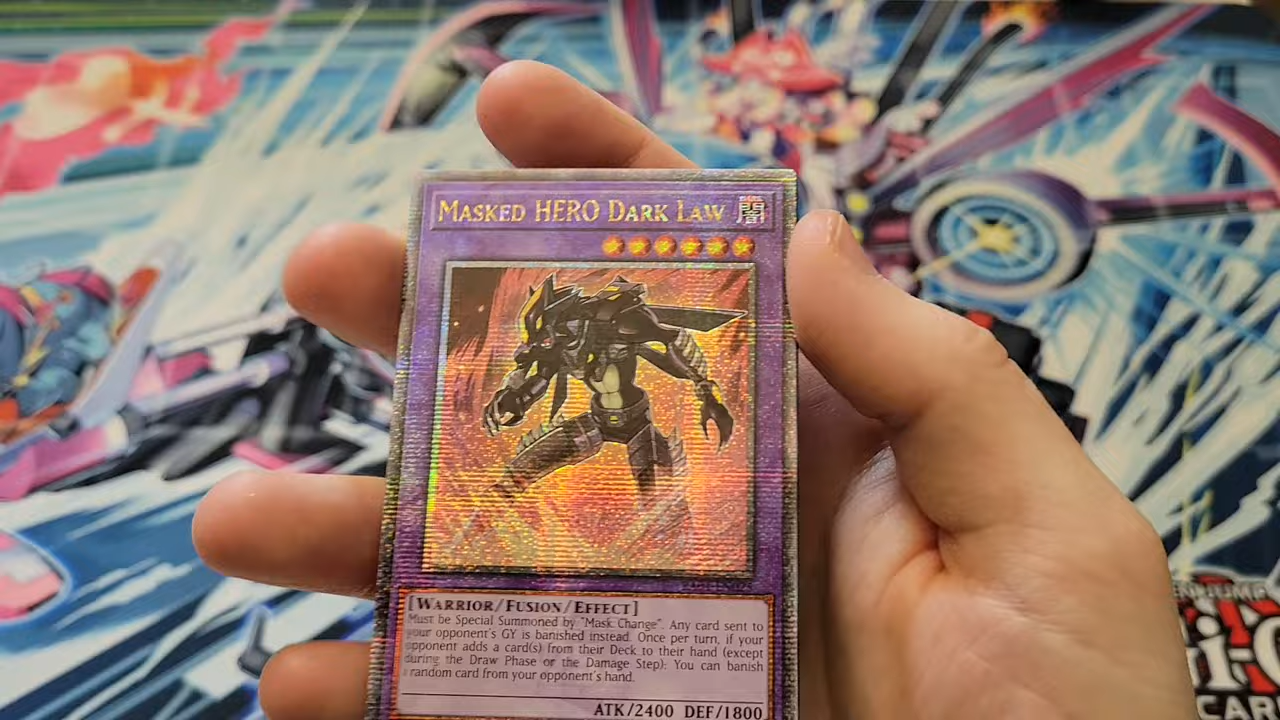 MASKED HERO DARK LAW 闇
[WARRIOR/FUSION/EFFECT]
Must be Special Summoned by "Mask Change". Any card sent to
your opponent's GY is banished instead. Once per turn, if your
opponent adds a card(s) from their Deck to their hand (except
during the Draw Phase or the Damage Step): You can banish
1 random card from your opponent's hand.
ATK/2400 DEF/1800